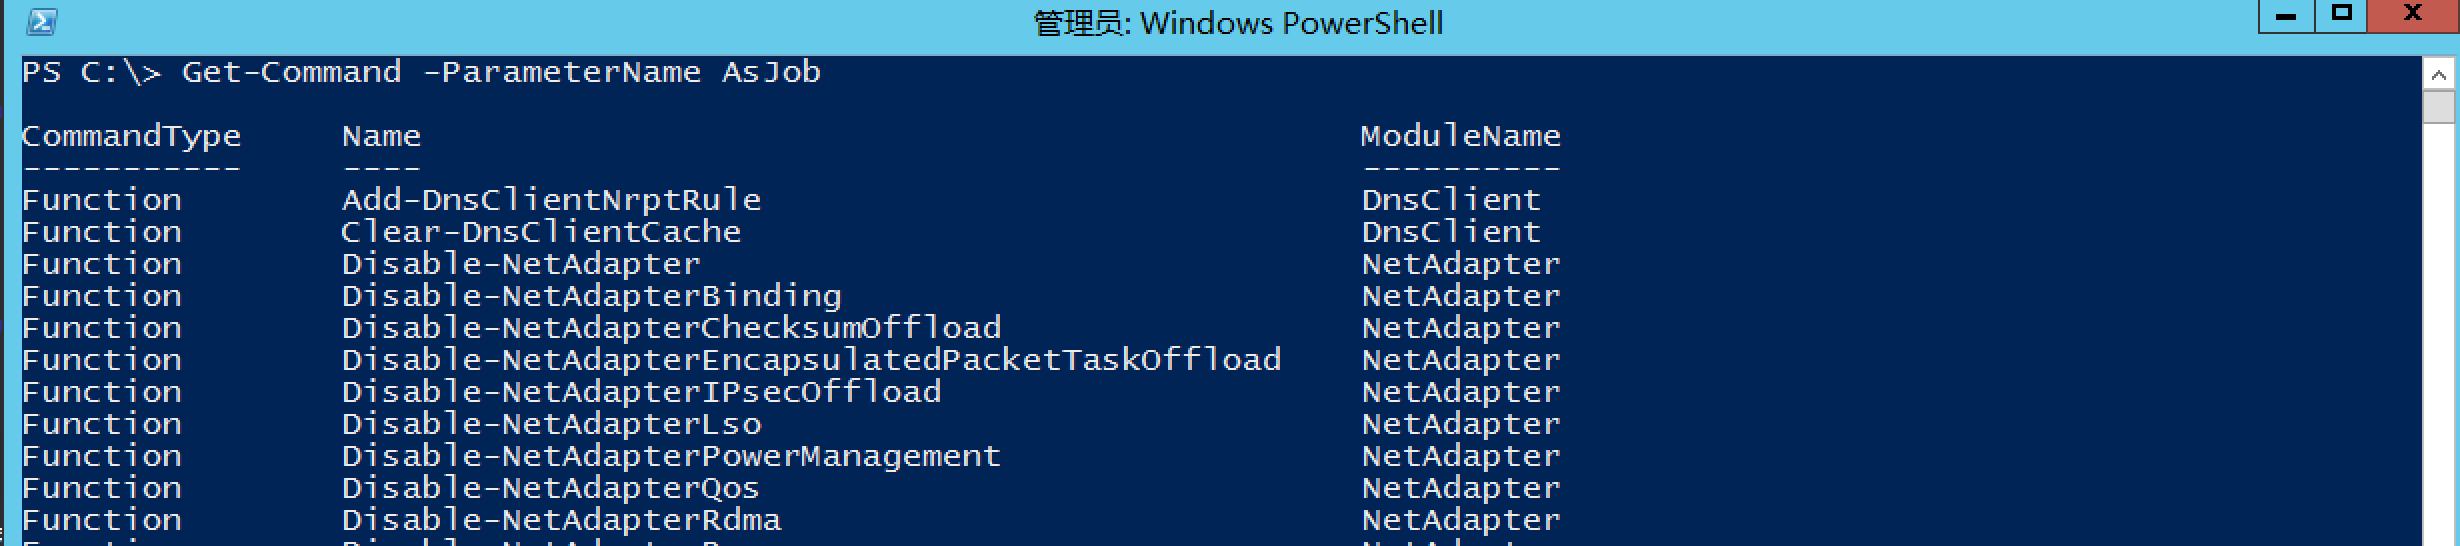 管理员: Windows PowerShell
PS C:\> Get-Command -ParameterName AsJob
CommandType Name ModuleName
----------- ---- ----------
Function Add-DnsClientNrptRule DnsClient
Function Clear-DnsClientCache DnsClient
Function Disable-NetAdapter NetAdapter
Function Disable-NetAdapterBinding NetAdapter
Function Disable-NetAdapterChecksumOffload NetAdapter
Function Disable-NetAdapterEncapsulatedPacketTaskOffload NetAdapter
Function Disable-NetAdapterIPsecOffload NetAdapter
Function Disable-NetAdapterLso NetAdapter
Function Disable-NetAdapterPowerManagement NetAdapter
Function Disable-NetAdapterQos NetAdapter
Function Disable-NetAdapterRdma NetAdapter